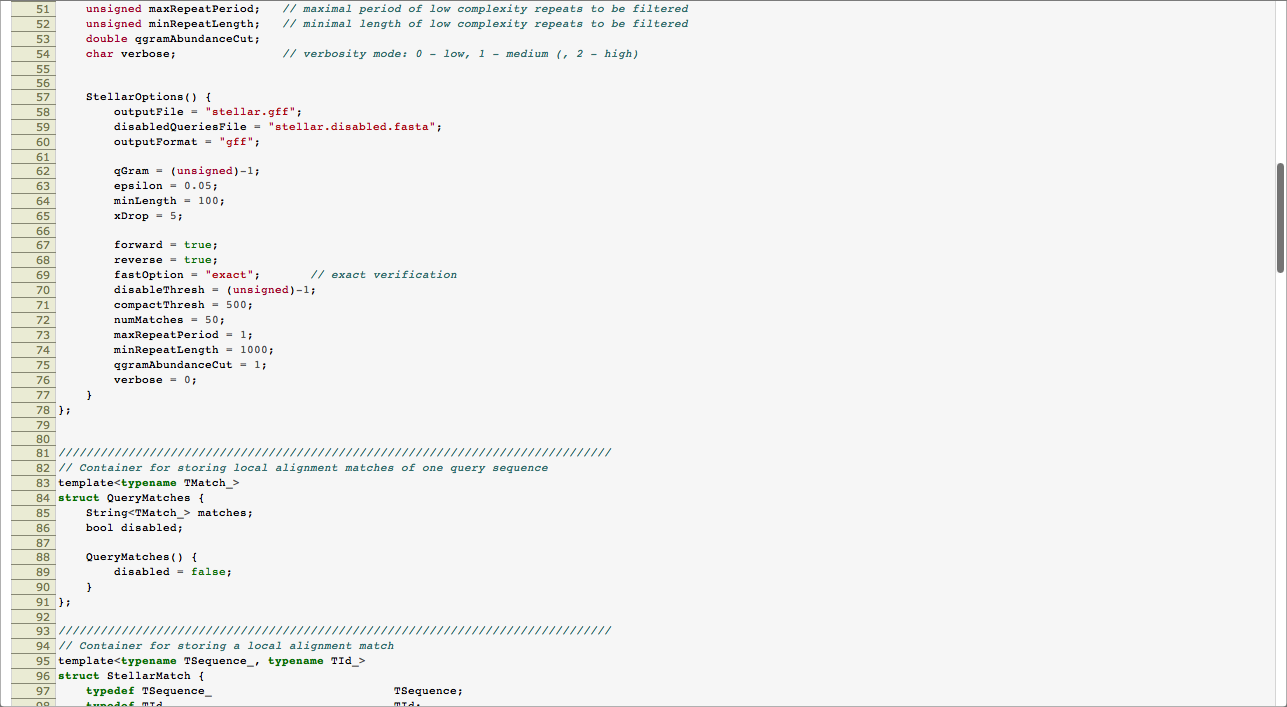 51 unsigned maxRepeatPeriod; // maximal period of low complexity repeats to be filtered
52 unsigned minRepeatLength; // minimal length of low complexity repeats to be filtered
53 double qgramAbundanceCut;
54 char verbose; // verbosity mode: 0 - low, 1 - medium (, 2 - high)
55
56
57 StellarOptions() {
58 outputFile = "stellar.gff";
59 disabledQueriesFile = "stellar.disabled.fasta";
60 outputFormat = "gff";
61
62 qGram = (unsigned)-1;
63 epsilon = 0.05;
64 minLength = 100;
65 xDrop = 5;
66
67 forward = true;
68 reverse = true;
69 fastOption = "exact"; // exact verification
70 disableThresh = (unsigned)-1;
71 compactThresh = 500;
72 numMatches = 50;
73 maxRepeatPeriod = 1;
74 minRepeatLength = 1000;
75 qgramAbundanceCut = 1;
76 verbose = 0;
77 }
78 };
79
80
81 ///////////////////////////////////////////////////////////////////////////////
82 // Container for storing local alignment matches of one query sequence
83 template<typename TMatch_>
84 struct QueryMatches {
85 String<TMatch_> matches;
86 bool disabled;
87
88 QueryMatches() {
89 disabled = false;
90 }
91 };
92
93 ///////////////////////////////////////////////////////////////////////////////
94 // Container for storing a local alignment match
95 template<typename TSequence_, typename TId_>
96 struct StellarMatch {
97 typedef TSequence_ TSequence;
98 typedef TId_ TId;